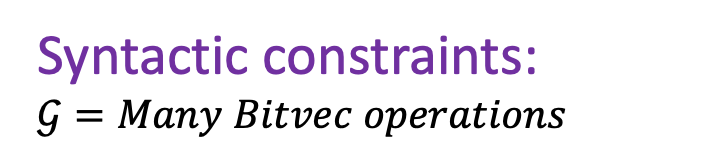 Syntactic constraints:
𝒢 = Many Bitvec operations